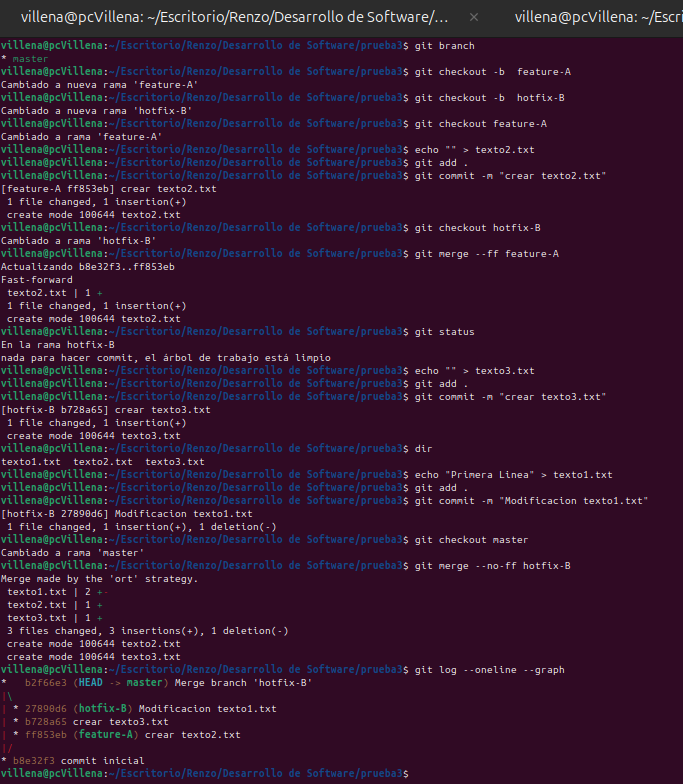 villena@pcVillena: ~/Escritorio/Renzo/Desarrollo de Software/... × villena@pcVillena: ~/Escri
villena@pcVillena:~/Escritorio/Renzo/Desarrollo de Software/prueba3$ git branch
* master
villena@pcVillena:~/Escritorio/Renzo/Desarrollo de Software/prueba3$ git checkout -b  feature-A
Cambiado a nueva rama 'feature-A'
villena@pcVillena:~/Escritorio/Renzo/Desarrollo de Software/prueba3$ git checkout -b  hotfix-B
Cambiado a nueva rama 'hotfix-B'
villena@pcVillena:~/Escritorio/Renzo/Desarrollo de Software/prueba3$ git checkout feature-A
Cambiado a rama 'feature-A'
villena@pcVillena:~/Escritorio/Renzo/Desarrollo de Software/prueba3$ echo "" > texto2.txt
villena@pcVillena:~/Escritorio/Renzo/Desarrollo de Software/prueba3$ git add .
villena@pcVillena:~/Escritorio/Renzo/Desarrollo de Software/prueba3$ git commit -m "crear texto2.txt"
[feature-A ff853eb] crear texto2.txt
 1 file changed, 1 insertion(+)
 create mode 100644 texto2.txt
villena@pcVillena:~/Escritorio/Renzo/Desarrollo de Software/prueba3$ git checkout hotfix-B
Cambiado a rama 'hotfix-B'
villena@pcVillena:~/Escritorio/Renzo/Desarrollo de Software/prueba3$ git merge --ff feature-A
Actualizando b8e32f3..ff853eb
Fast-forward
 texto2.txt | 1 +
 1 file changed, 1 insertion(+)
 create mode 100644 texto2.txt
villena@pcVillena:~/Escritorio/Renzo/Desarrollo de Software/prueba3$ git status
En la rama hotfix-B
nada para hacer commit, el árbol de trabajo está limpio
villena@pcVillena:~/Escritorio/Renzo/Desarrollo de Software/prueba3$ echo "" > texto3.txt
villena@pcVillena:~/Escritorio/Renzo/Desarrollo de Software/prueba3$ git add .
villena@pcVillena:~/Escritorio/Renzo/Desarrollo de Software/prueba3$ git commit -m "crear texto3.txt"
[hotfix-B b728a65] crear texto3.txt
 1 file changed, 1 insertion(+)
 create mode 100644 texto3.txt
villena@pcVillena:~/Escritorio/Renzo/Desarrollo de Software/prueba3$ dir
texto1.txt  texto2.txt  texto3.txt
villena@pcVillena:~/Escritorio/Renzo/Desarrollo de Software/prueba3$ echo "Primera Linea" > texto1.txt
villena@pcVillena:~/Escritorio/Renzo/Desarrollo de Software/prueba3$ git add .
villena@pcVillena:~/Escritorio/Renzo/Desarrollo de Software/prueba3$ git commit -m "Modificacion texto1.txt"
[hotfix-B 27890d6] Modificacion texto1.txt
 1 file changed, 1 insertion(+), 1 deletion(-)
villena@pcVillena:~/Escritorio/Renzo/Desarrollo de Software/prueba3$ git checkout master
Cambiado a rama 'master'
villena@pcVillena:~/Escritorio/Renzo/Desarrollo de Software/prueba3$ git merge --no-ff hotfix-B
Merge made by the 'ort' strategy.
 texto1.txt | 2 +-
 texto2.txt | 1 +
 texto3.txt | 1 +
 3 files changed, 3 insertions(+), 1 deletion(-)
 create mode 100644 texto2.txt
 create mode 100644 texto3.txt
villena@pcVillena:~/Escritorio/Renzo/Desarrollo de Software/prueba3$ git log --oneline --graph
*   b2f66e3 (HEAD -> master) Merge branch 'hotfix-B'
|\
| * 27890d6 (hotfix-B) Modificacion texto1.txt
| * b728a65 crear texto3.txt
| * ff853eb (feature-A) crear texto2.txt
|/
* b8e32f3 commit inicial
villena@pcVillena:~/Escritorio/Renzo/Desarrollo de Software/prueba3$